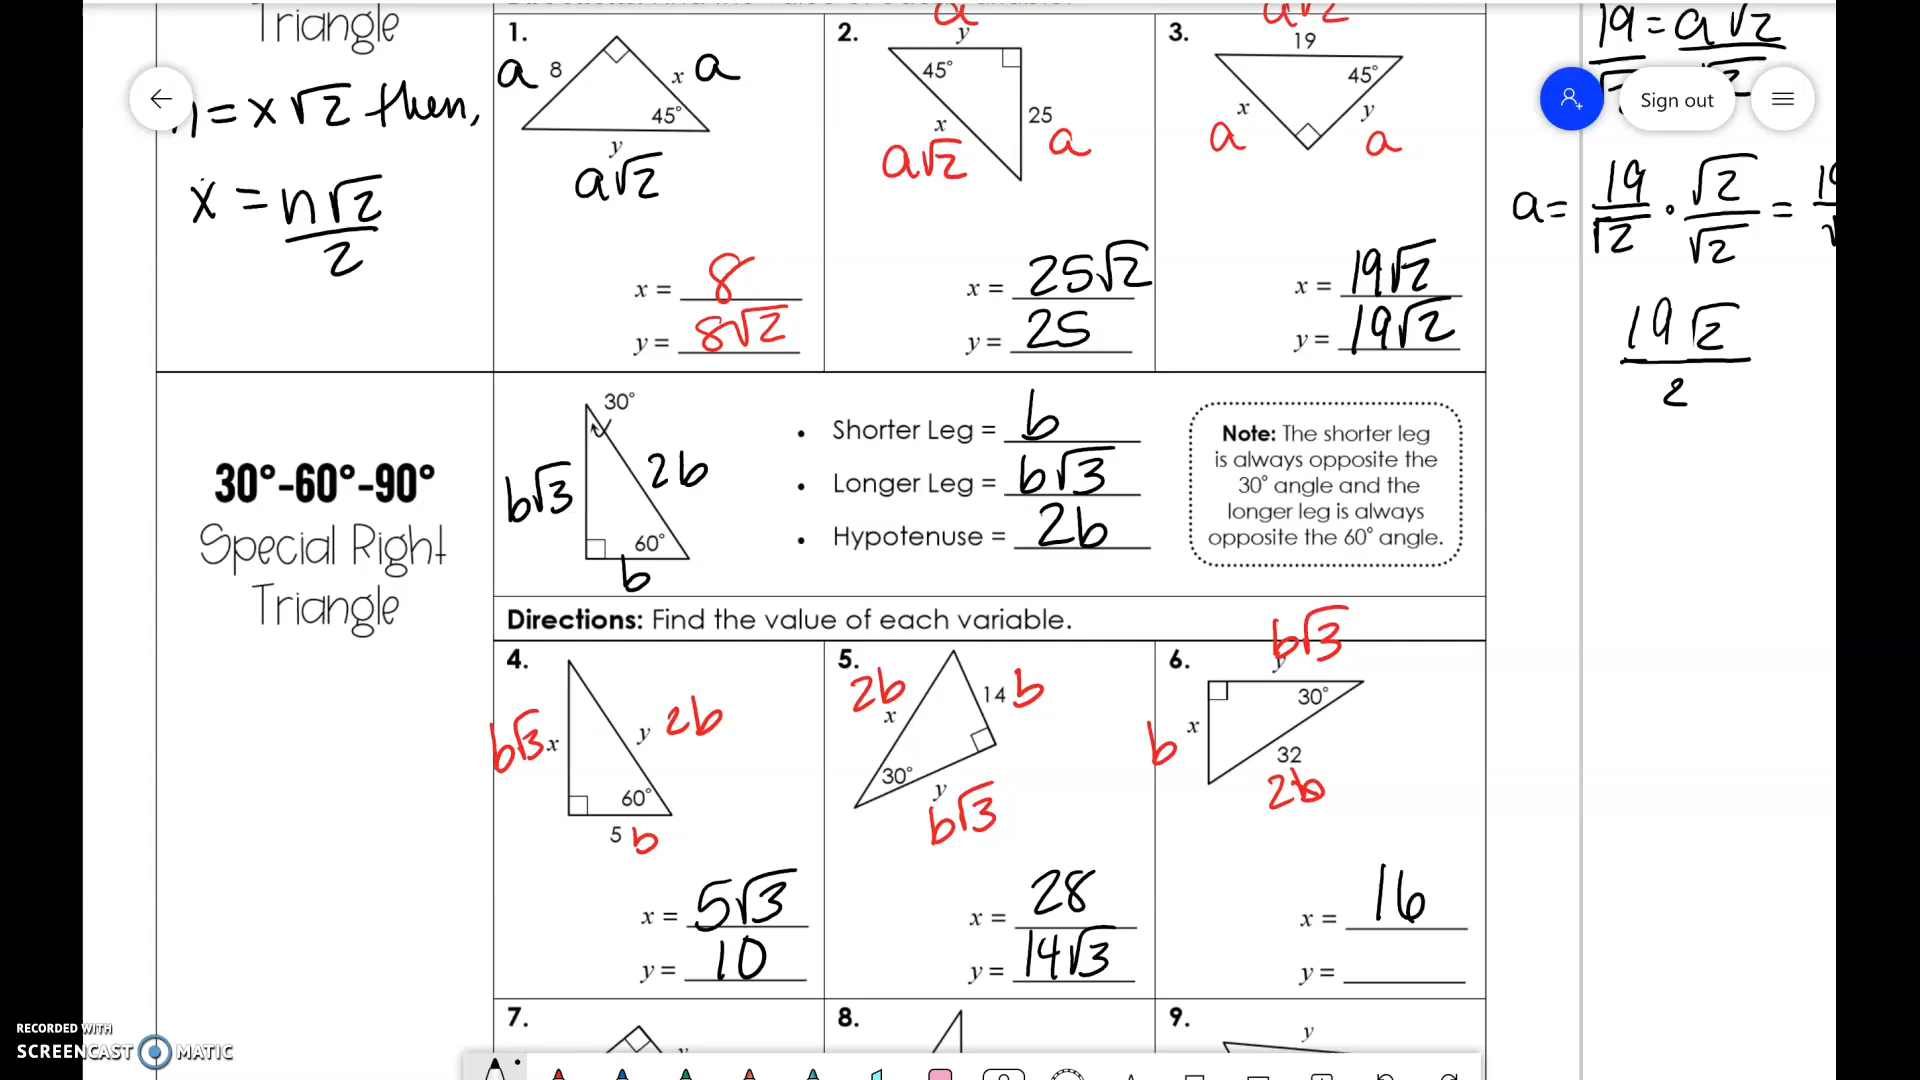 Triangle
= x√2 then,
x = n√2
2
1.
a 8
x a
45°
y
a√2
x = 8
y = 8√2
2.
a
y
45°
x
25
a√2
a
x = 25√2
y = 25
3.
a√2
19
45°
x
y
a
a
x = 19√2
y = 19√2
19 = a√2
√2
Sign out
a = 19/√2 · √2/√2 =
19√2
2
30°-60°-90°
Special Right
Triangle
30°
b√3
2b
60°
b
• Shorter Leg = b
• Longer Leg = b√3
• Hypotenuse = 2b
Note: The shorter leg
is always opposite the
30° angle and the
longer leg is always
opposite the 60° angle.
Directions: Find the value of each variable.
4.
b√3 x
y 2b
60°
5 b
x = 5√3
y = 10
5.
2b
x
14 b
30°
y
b√3
x = 28
y = 14√3
6.
b√3
y
30°
b
x
32
2b
x = 16
y =
7.
8.
9.
y
RECORDED WITH
SCREENCAST MATIC